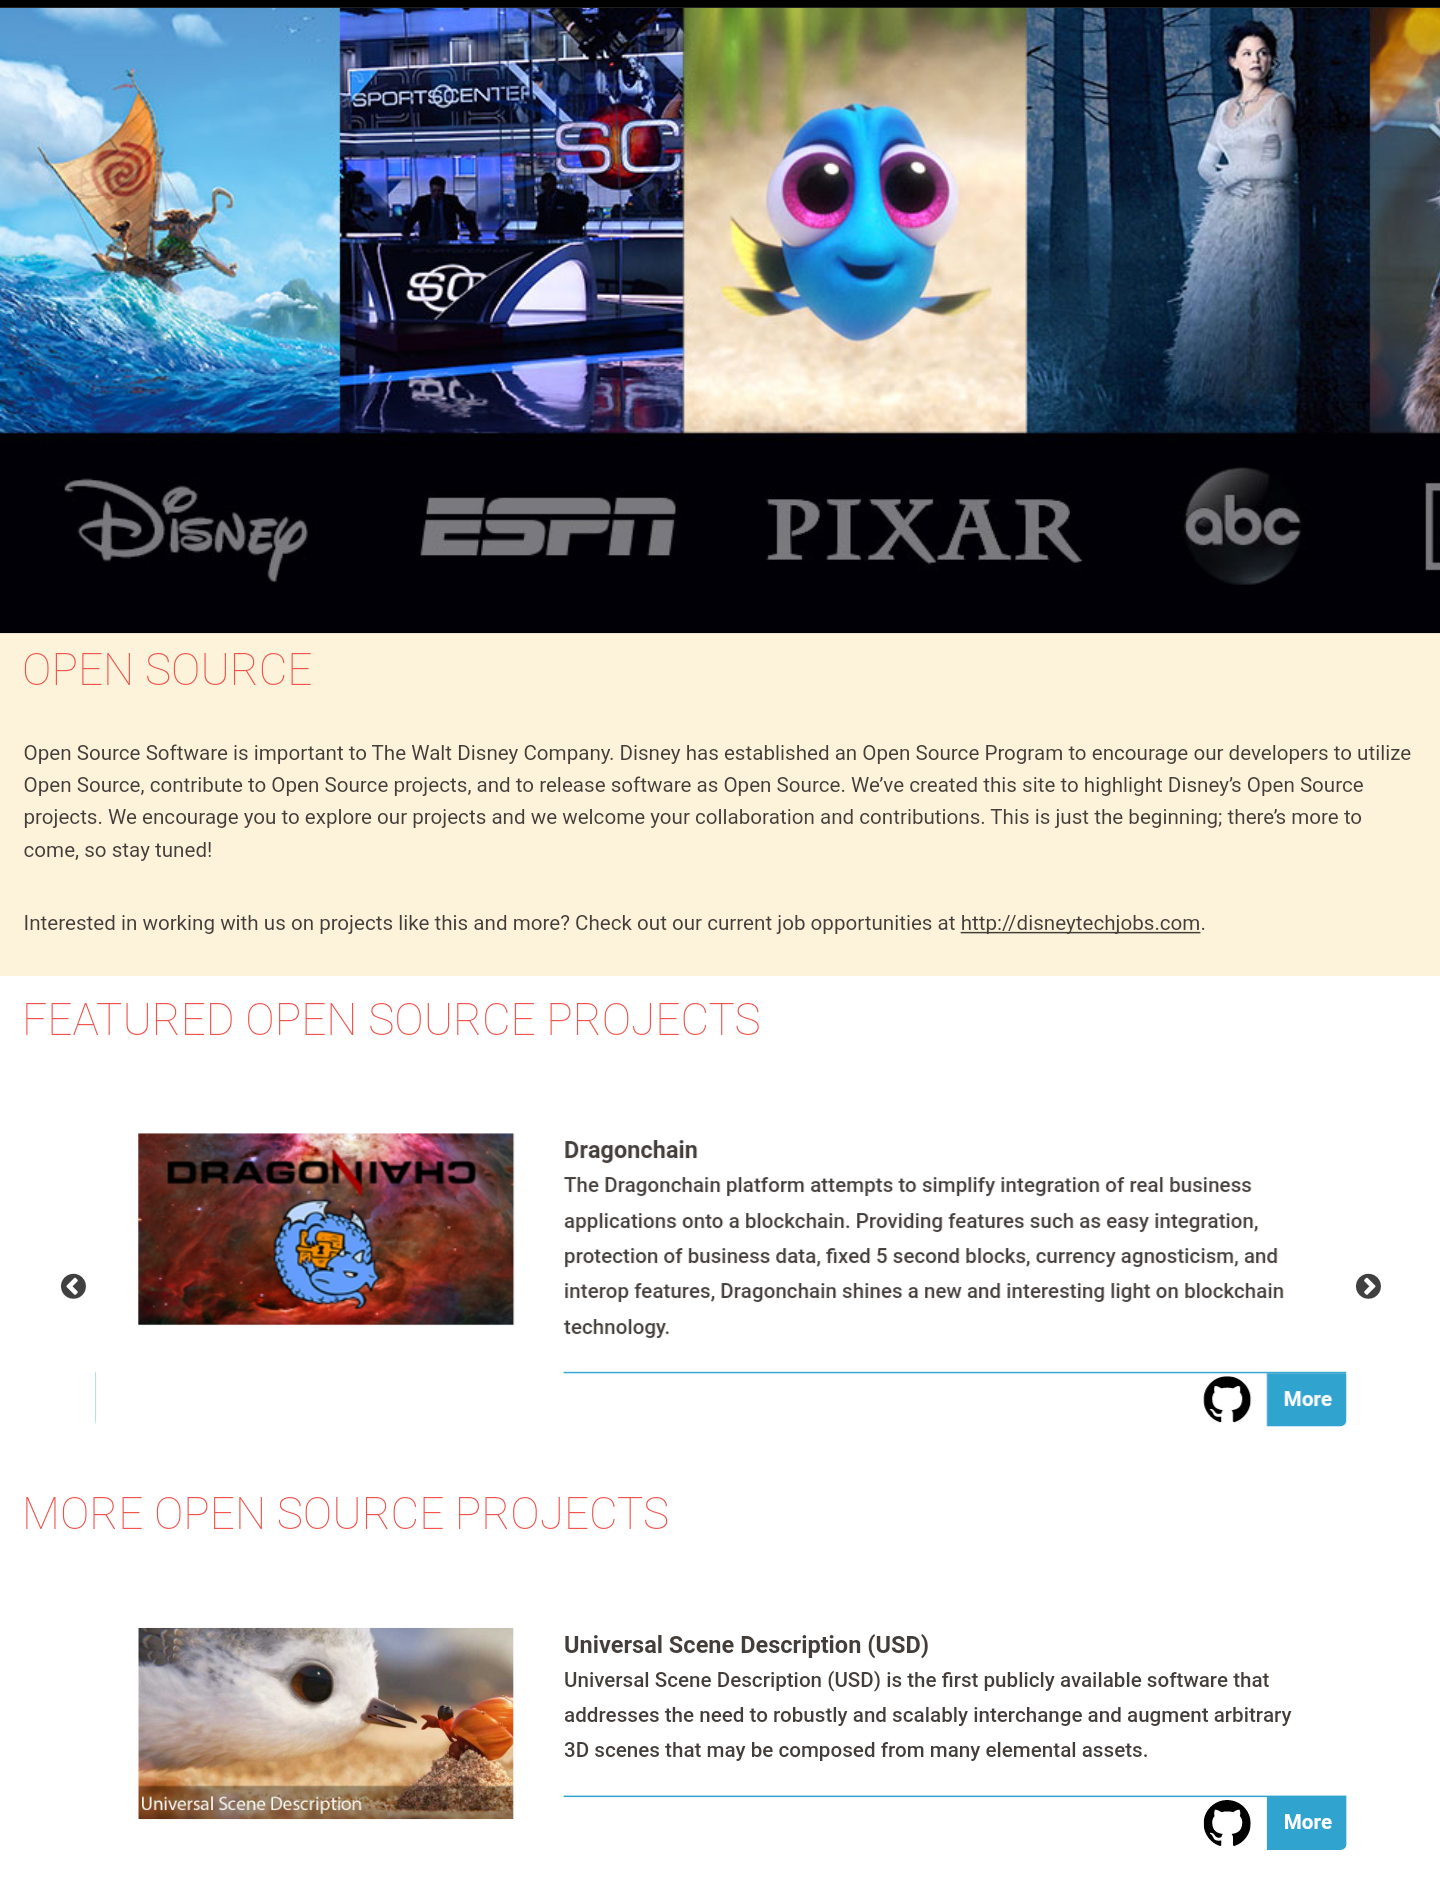 SPORTSCENTER
SC
SC
DISNEY
ESPN
PIXAR
abc
OPEN SOURCE
Open Source Software is important to The Walt Disney Company. Disney has established an Open Source Program to encourage our developers to utilize
Open Source, contribute to Open Source projects, and to release software as Open Source. We’ve created this site to highlight Disney’s Open Source
projects. We encourage you to explore our projects and we welcome your collaboration and contributions. This is just the beginning; there’s more to
come, so stay tuned!
Interested in working with us on projects like this and more? Check out our current job opportunities at http://disneytechjobs.com.
FEATURED OPEN SOURCE PROJECTS
DRAGONCHAIN
Dragonchain
The Dragonchain platform attempts to simplify integration of real business
applications onto a blockchain. Providing features such as easy integration,
protection of business data, fixed 5 second blocks, currency agnosticism, and
interop features, Dragonchain shines a new and interesting light on blockchain
technology.
More
MORE OPEN SOURCE PROJECTS
Universal Scene Description
Universal Scene Description (USD)
Universal Scene Description (USD) is the first publicly available software that
addresses the need to robustly and scalably interchange and augment arbitrary
3D scenes that may be composed from many elemental assets.
More